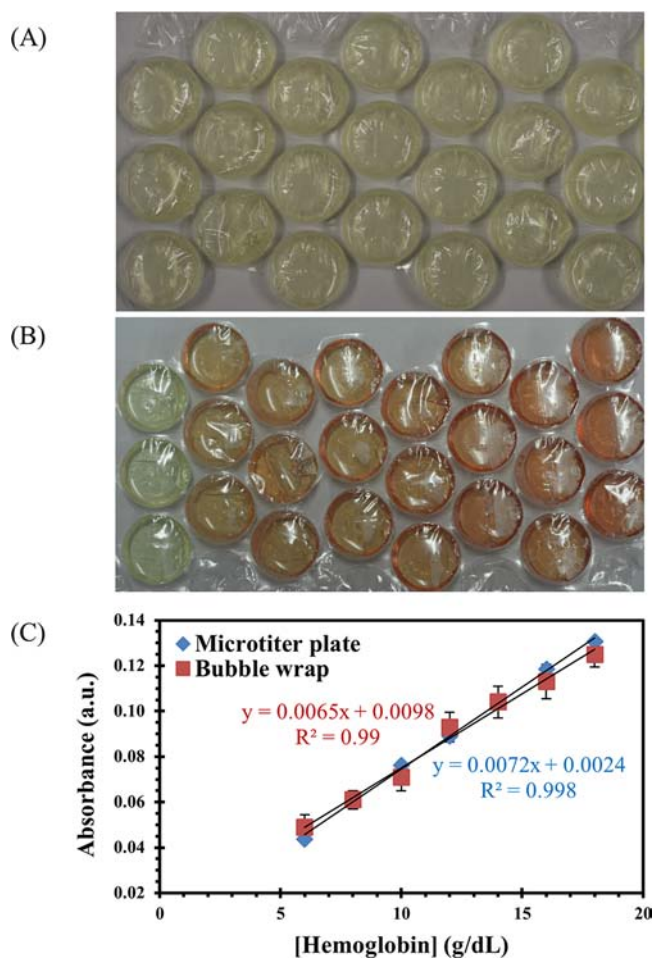 (A)
(B)
(C)
0.14
0.12
0.10
0.08
0.06
0.04
0.02
Absorbance (a.u.)
Microtiter plate
Bubble wrap
y = 0.0065x + 0.0098
R² = 0.99
y = 0.0072x + 0.0024
R² = 0.998
0 5 10 15 20
[Hemoglobin] (g/dL)